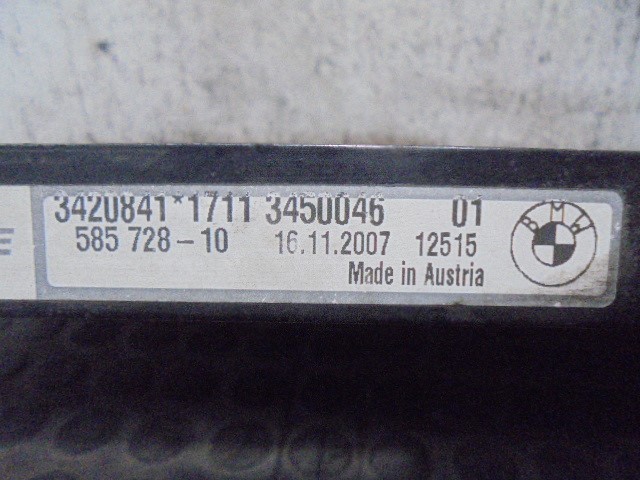 3420841*1711 3450046 01
585 728-10 16.11.2007 12515
Made in Austria
BMW